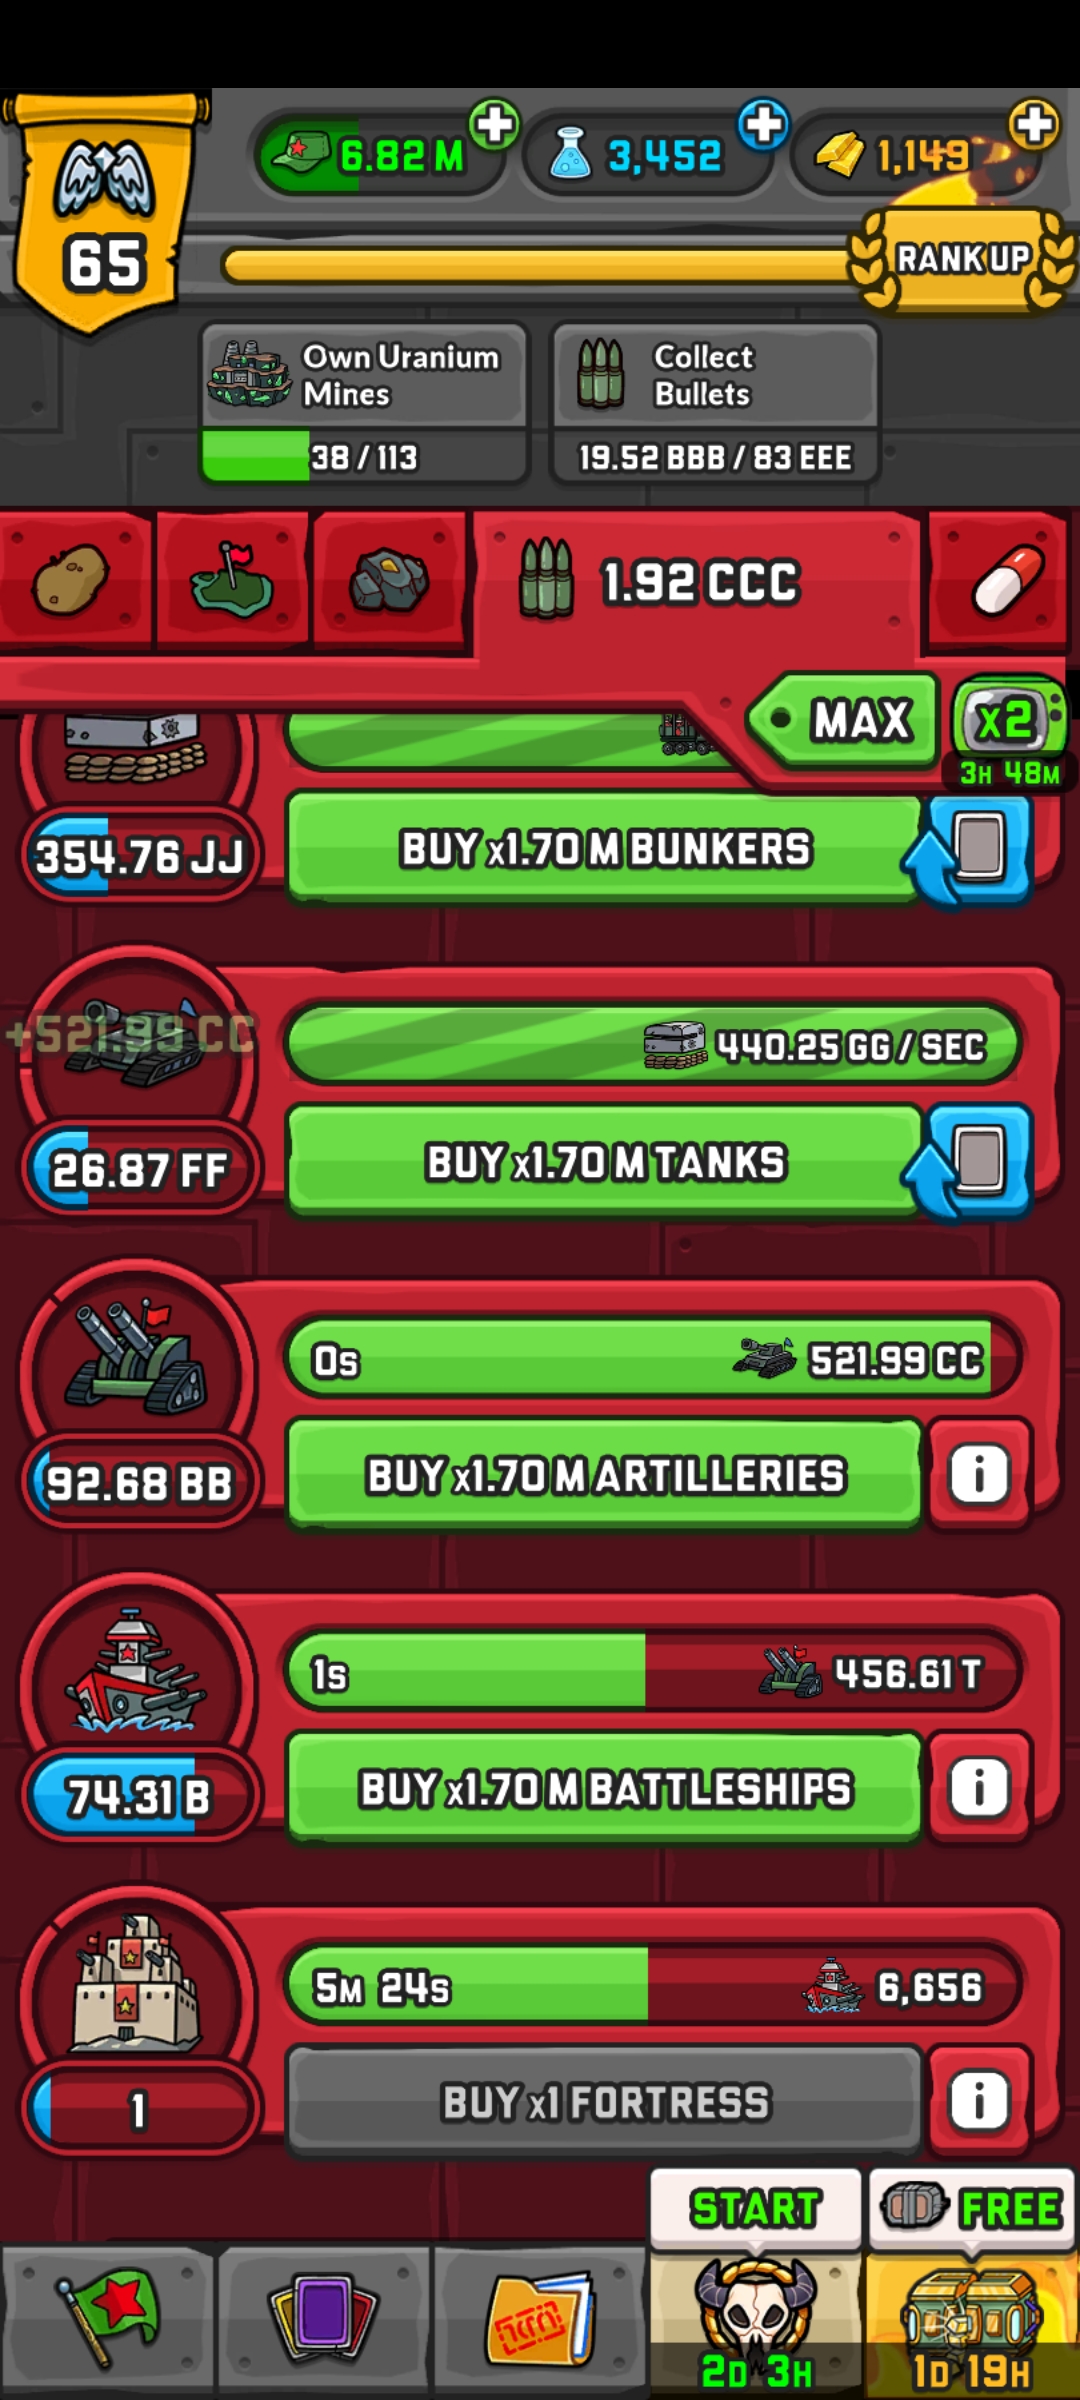 6.82 M
3,452
1,149
65
RANK UP
Own Uranium
Mines
38 / 113
Collect
Bullets
19.52 BBB / 83 EEE
1.92 CCC
MAX
x2
3H 48M
354.76 JJ
BUY x1.70 M BUNKERS
+521.99 CC
440.25 GG / SEC
26.87 FF
BUY x1.70 M TANKS
0s
521.99 CC
92.68 BB
BUY x1.70 M ARTILLERIES
i
1s
456.61 T
74.31 B
BUY x1.70 M BATTLESHIPS
i
5M 24s
6,656
1
BUY x1 FORTRESS
i
START
FREE
2D 3H
1D 19H